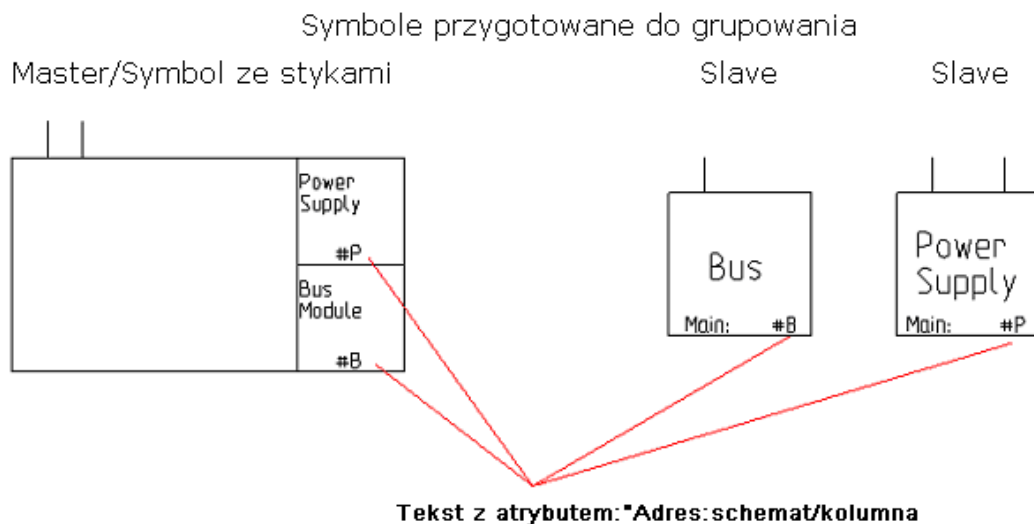 Symbole przygotowane do grupowania
Master/Symbol ze stykami
Slave
Slave
Power
Supply
#P
Bus
Module
#B
Bus
Main: #B
Power
Supply
Main: #P
Tekst z atrybutem:"Adres:schemat/kolumna